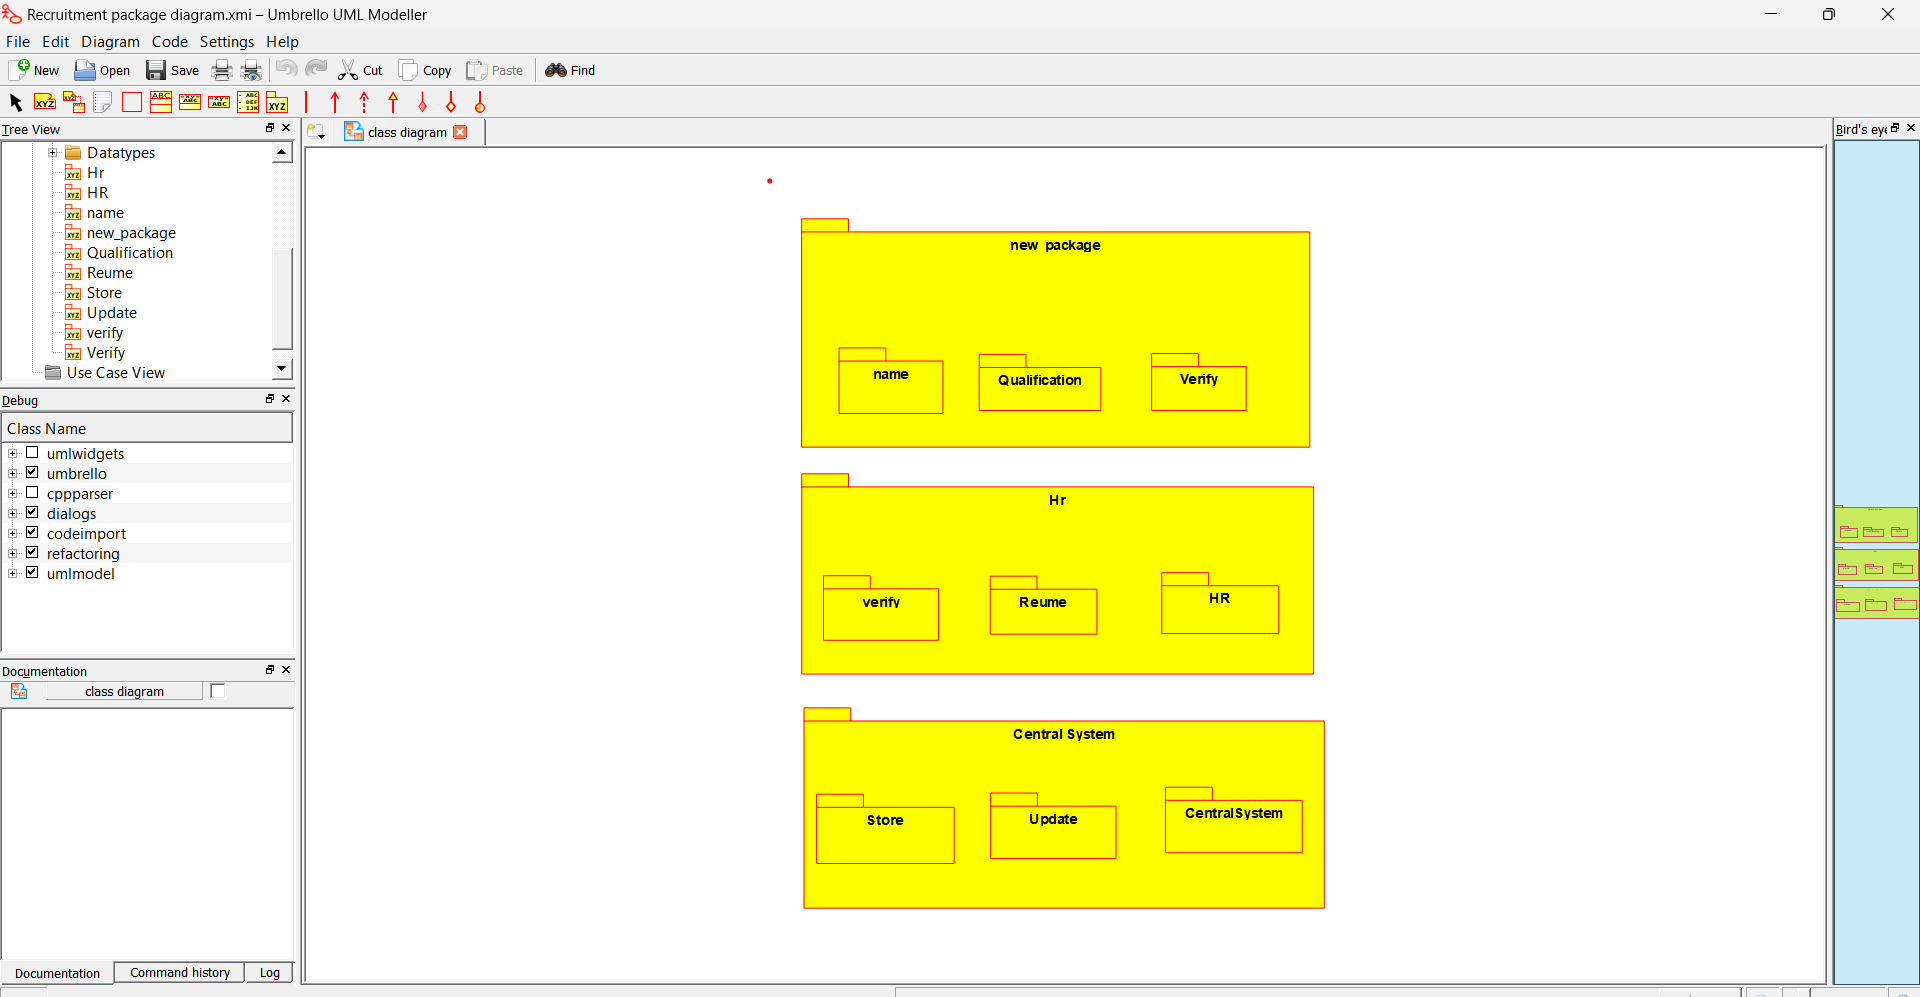 Recruitment package diagram.xmi – Umbrello UML Modeller
File Edit Diagram Code Settings Help
New Open Save Cut Copy Paste Find
Tree View
Datatypes
Hr
HR
name
new_package
Qualification
Reume
Store
Update
verify
Verify
Use Case View
Debug
Class Name
umlwidgets
umbrello
cppparser
dialogs
codeimport
refactoring
umlmodel
Documentation
class diagram
Documentation Command history Log
class diagram
new package
name
Qualification
Verify
Hr
verify
Reume
HR
Central System
Store
Update
CentralSystem
Bird's eye